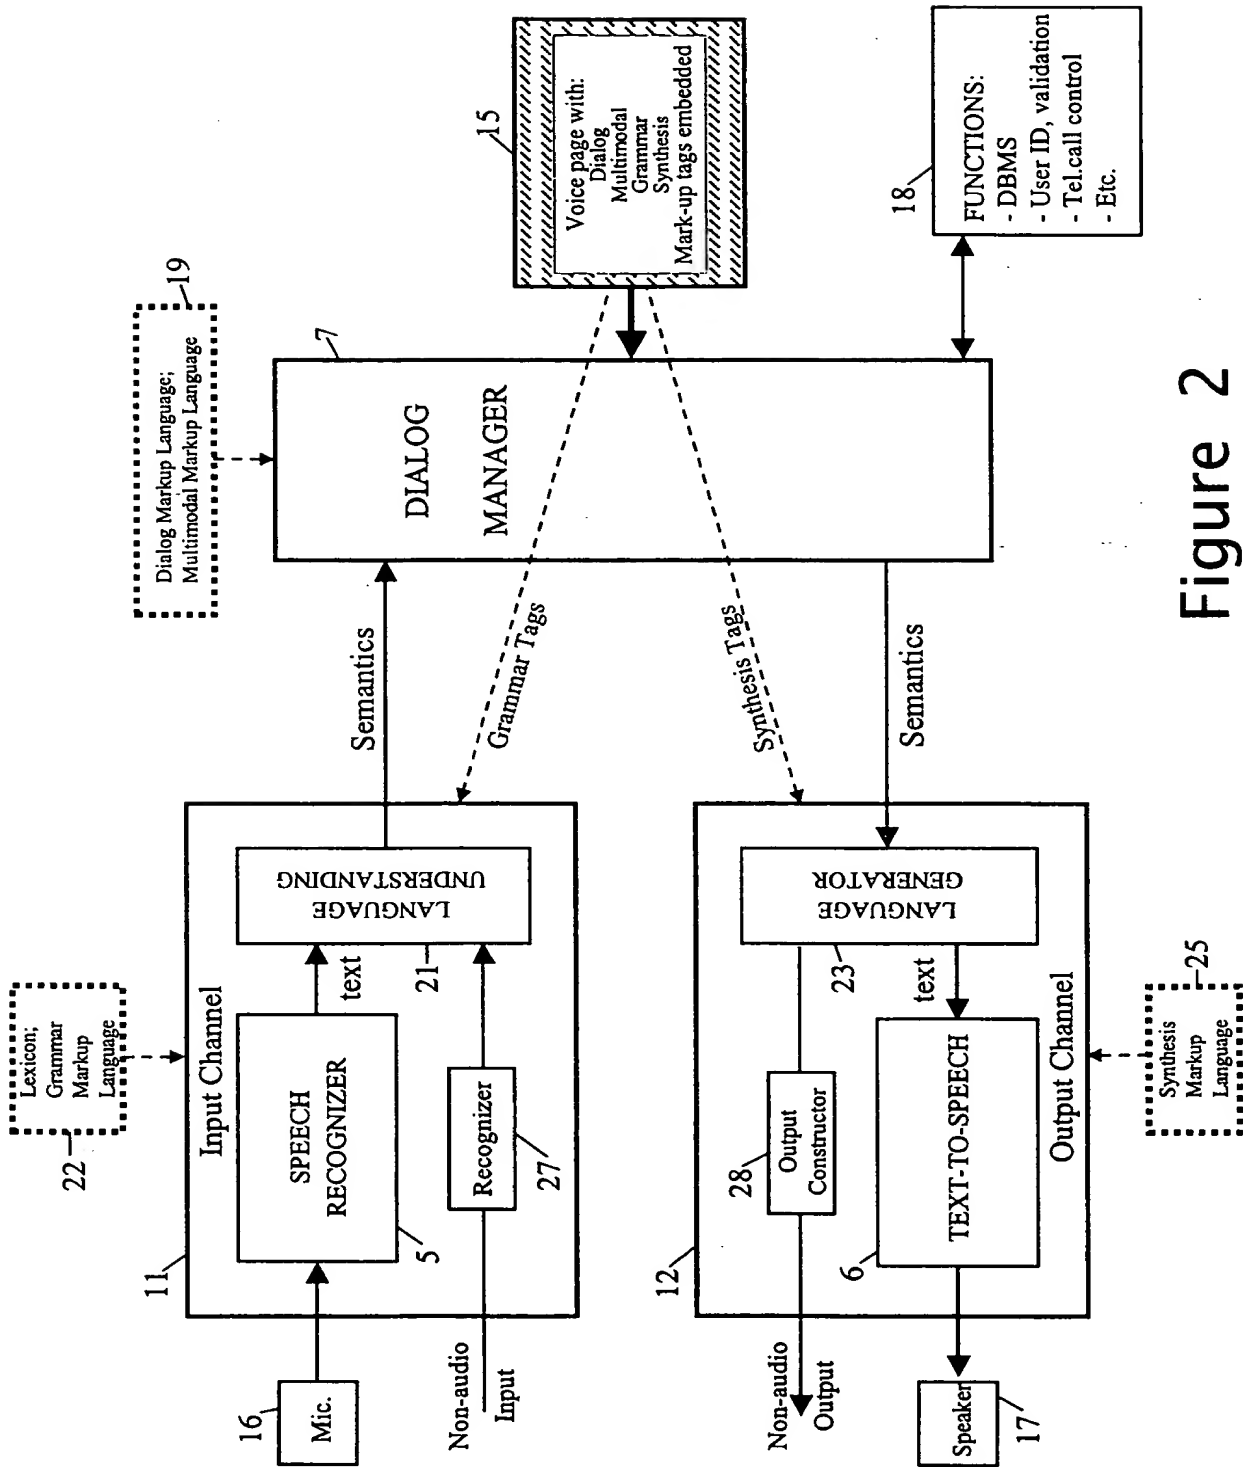 19
Dialog Markup Language;
Multimodal Markup Language
15
Voice page with:
Dialog
Multimodal
Grammar
Synthesis
Mark-up tags embedded
7
DIALOG
MANAGER
18
FUNCTIONS:
- DBMS
- User ID, validation
- Tel.call control
- Etc.
Semantics
Grammar Tags
Synthesis Tags
Semantics
22
Lexicon;
Grammar
Markup
Language
11
Input Channel
LANGUAGE
UNDERSTANDING
21
text
SPEECH
RECOGNIZER
5
Recognizer
27
16
Mic.
Non-audio
Input
12
Output Channel
LANGUAGE
GENERATOR
23
text
28
Output
Constructor
6
TEXT-TO-SPEECH
25
Synthesis
Markup
Language
Non-audio
Output
Speaker
17
Figure 2